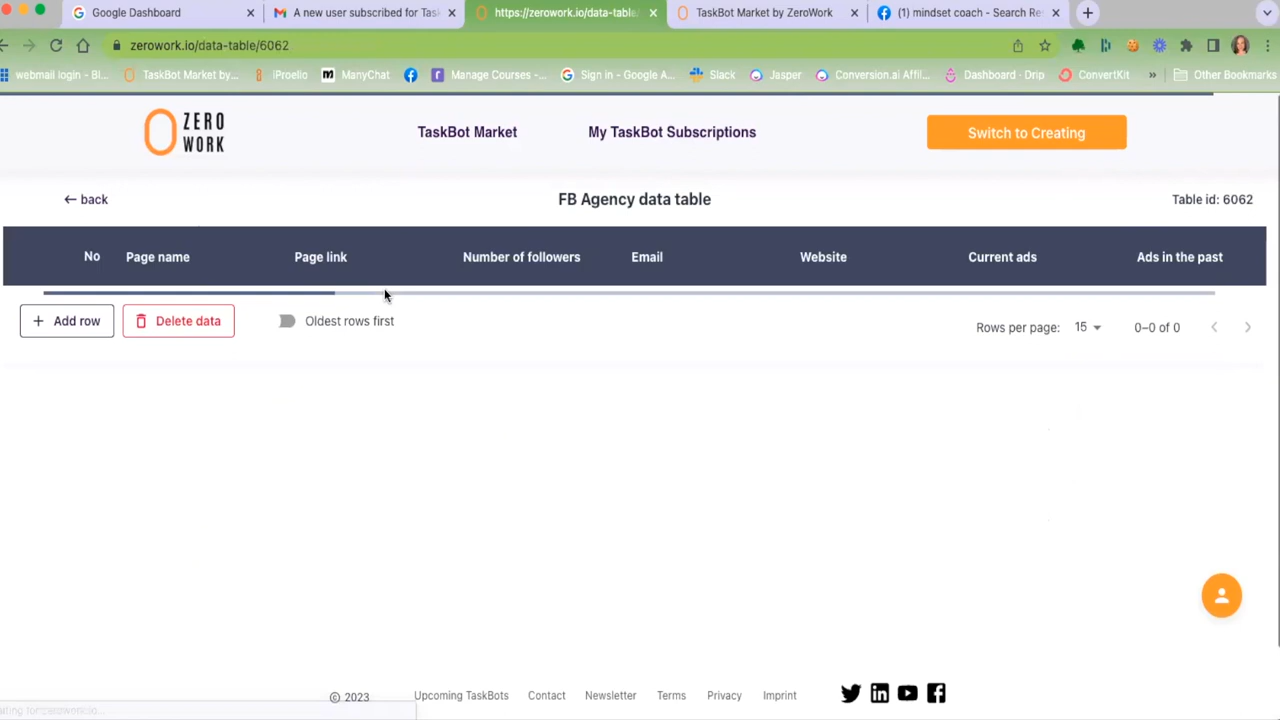 Google Dashboard
A new user subscribed for Tas
https://zerowork.io/data-table/
TaskBot Market by ZeroWork
(1) mindset coach - Search Re
zerowork.io/data-table/6062
webmail login - Bl...
TaskBot Market by...
IProelio
ManyChat
Manage Courses -...
Sign in - Google A...
Slack
Jasper
Conversion.ai Affil...
Dashboard · Drip
ConvertKit
»
Other Bookmarks
ZERO WORK
TaskBot Market
My TaskBot Subscriptions
Switch to Creating
← back
FB Agency data table
Table id: 6062
No
Page name
Page link
Number of followers
Email
Website
Current ads
Ads in the past
+ Add row
Delete data
Oldest rows first
Rows per page:
15
0–0 of 0
© 2023
Upcoming TaskBots
Contact
Newsletter
Terms
Privacy
Imprint